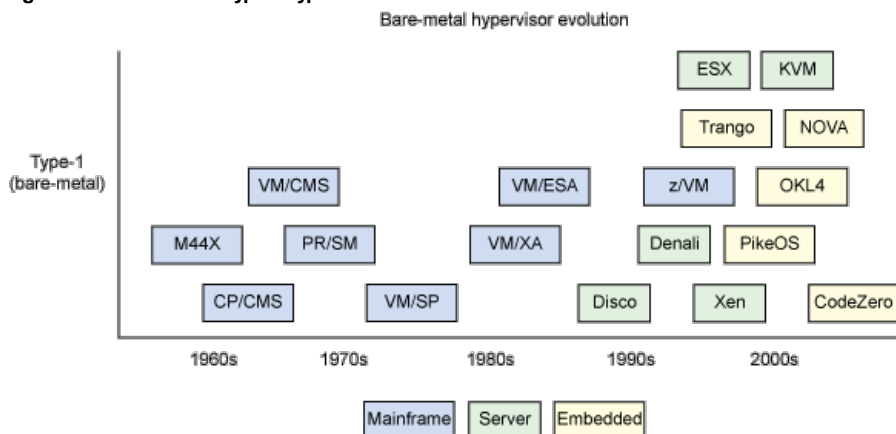 Bare-metal hypervisor evolution
ESX KVM
Trango NOVA
Type-1
(bare-metal)
VM/CMS VM/ESA z/VM OKL4
M44X PR/SM VM/XA Denali PikeOS
CP/CMS VM/SP Disco Xen CodeZero
1960s 1970s 1980s 1990s 2000s
Mainframe Server Embedded